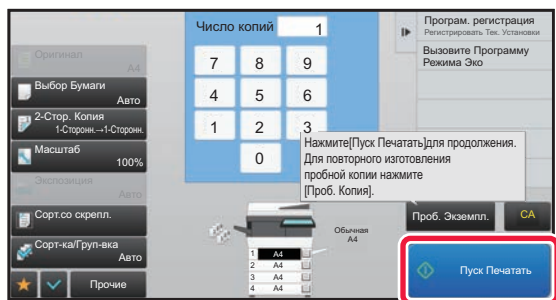 Число копий 1
Програм. регистрация
Регистрировать Тек. Установки
Вызовите Программу
Режима Эко
Оригинал
A4
Выбор Бумаги
Авто
2-Стор. Копия
1-Сторонн.→1-Сторонн.
Масштаб
100%
Экспозиция
Авто
Сорт.со скрепл.
Сорт-ка/Груп-вка
Авто
Прочие
7 8 9
4 5 6
1 2 3
0
Нажмите[Пуск Печатать]для продолжения.
Для повторного изготовления
пробной копии нажмите
[Проб. Копия].
Обычная
A4
1 A4
2 A4
3 A4
4 A4
Проб. Экземпл.
CA
Пуск Печатать